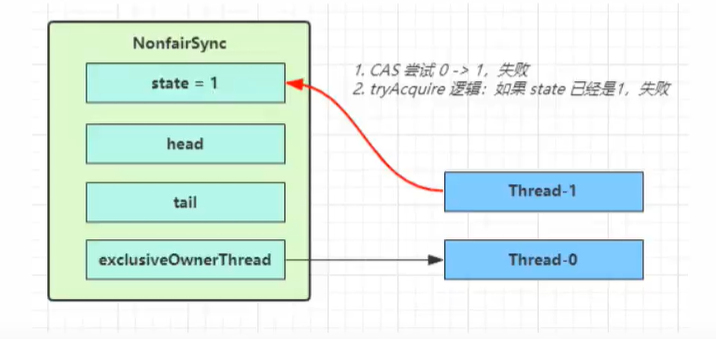 NonfairSync
state = 1
head
tail
exclusiveOwnerThread
1. CAS 尝试 0 -> 1，失败
2. tryAcquire 逻辑：如果 state 已经是1，失败
Thread-1
Thread-0